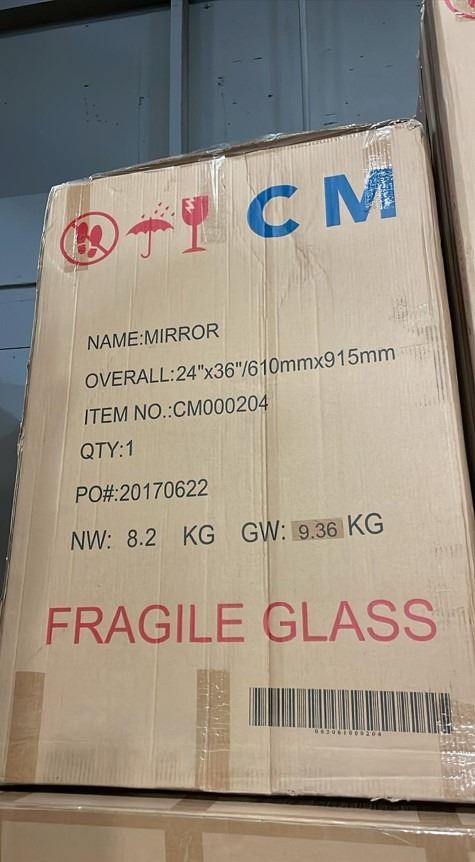 CM
NAME:MIRROR
OVERALL:24"x36"/610mmx915mm
ITEM NO.:CM000204
QTY:1
PO#:20170622
NW: 8.2 KG GW: 9.36 KG
FRAGILE GLASS